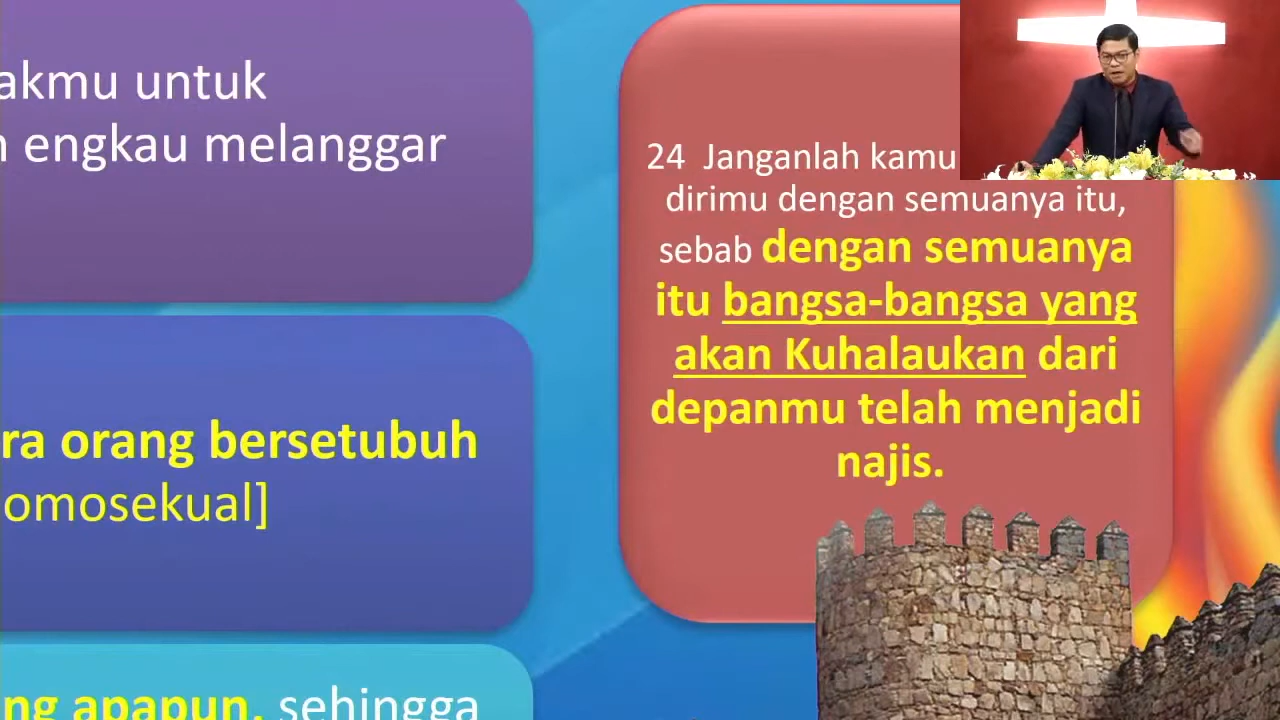 akmu untuk
engkau melanggar
ra orang bersetubuh
omosekual]
ng apapun, sehingga
24 Janganlah kamu
dirimu dengan semuanya itu,
sebab dengan semuanya
itu bangsa-bangsa yang
akan Kuhalaukan dari
depanmu telah menjadi
najis.